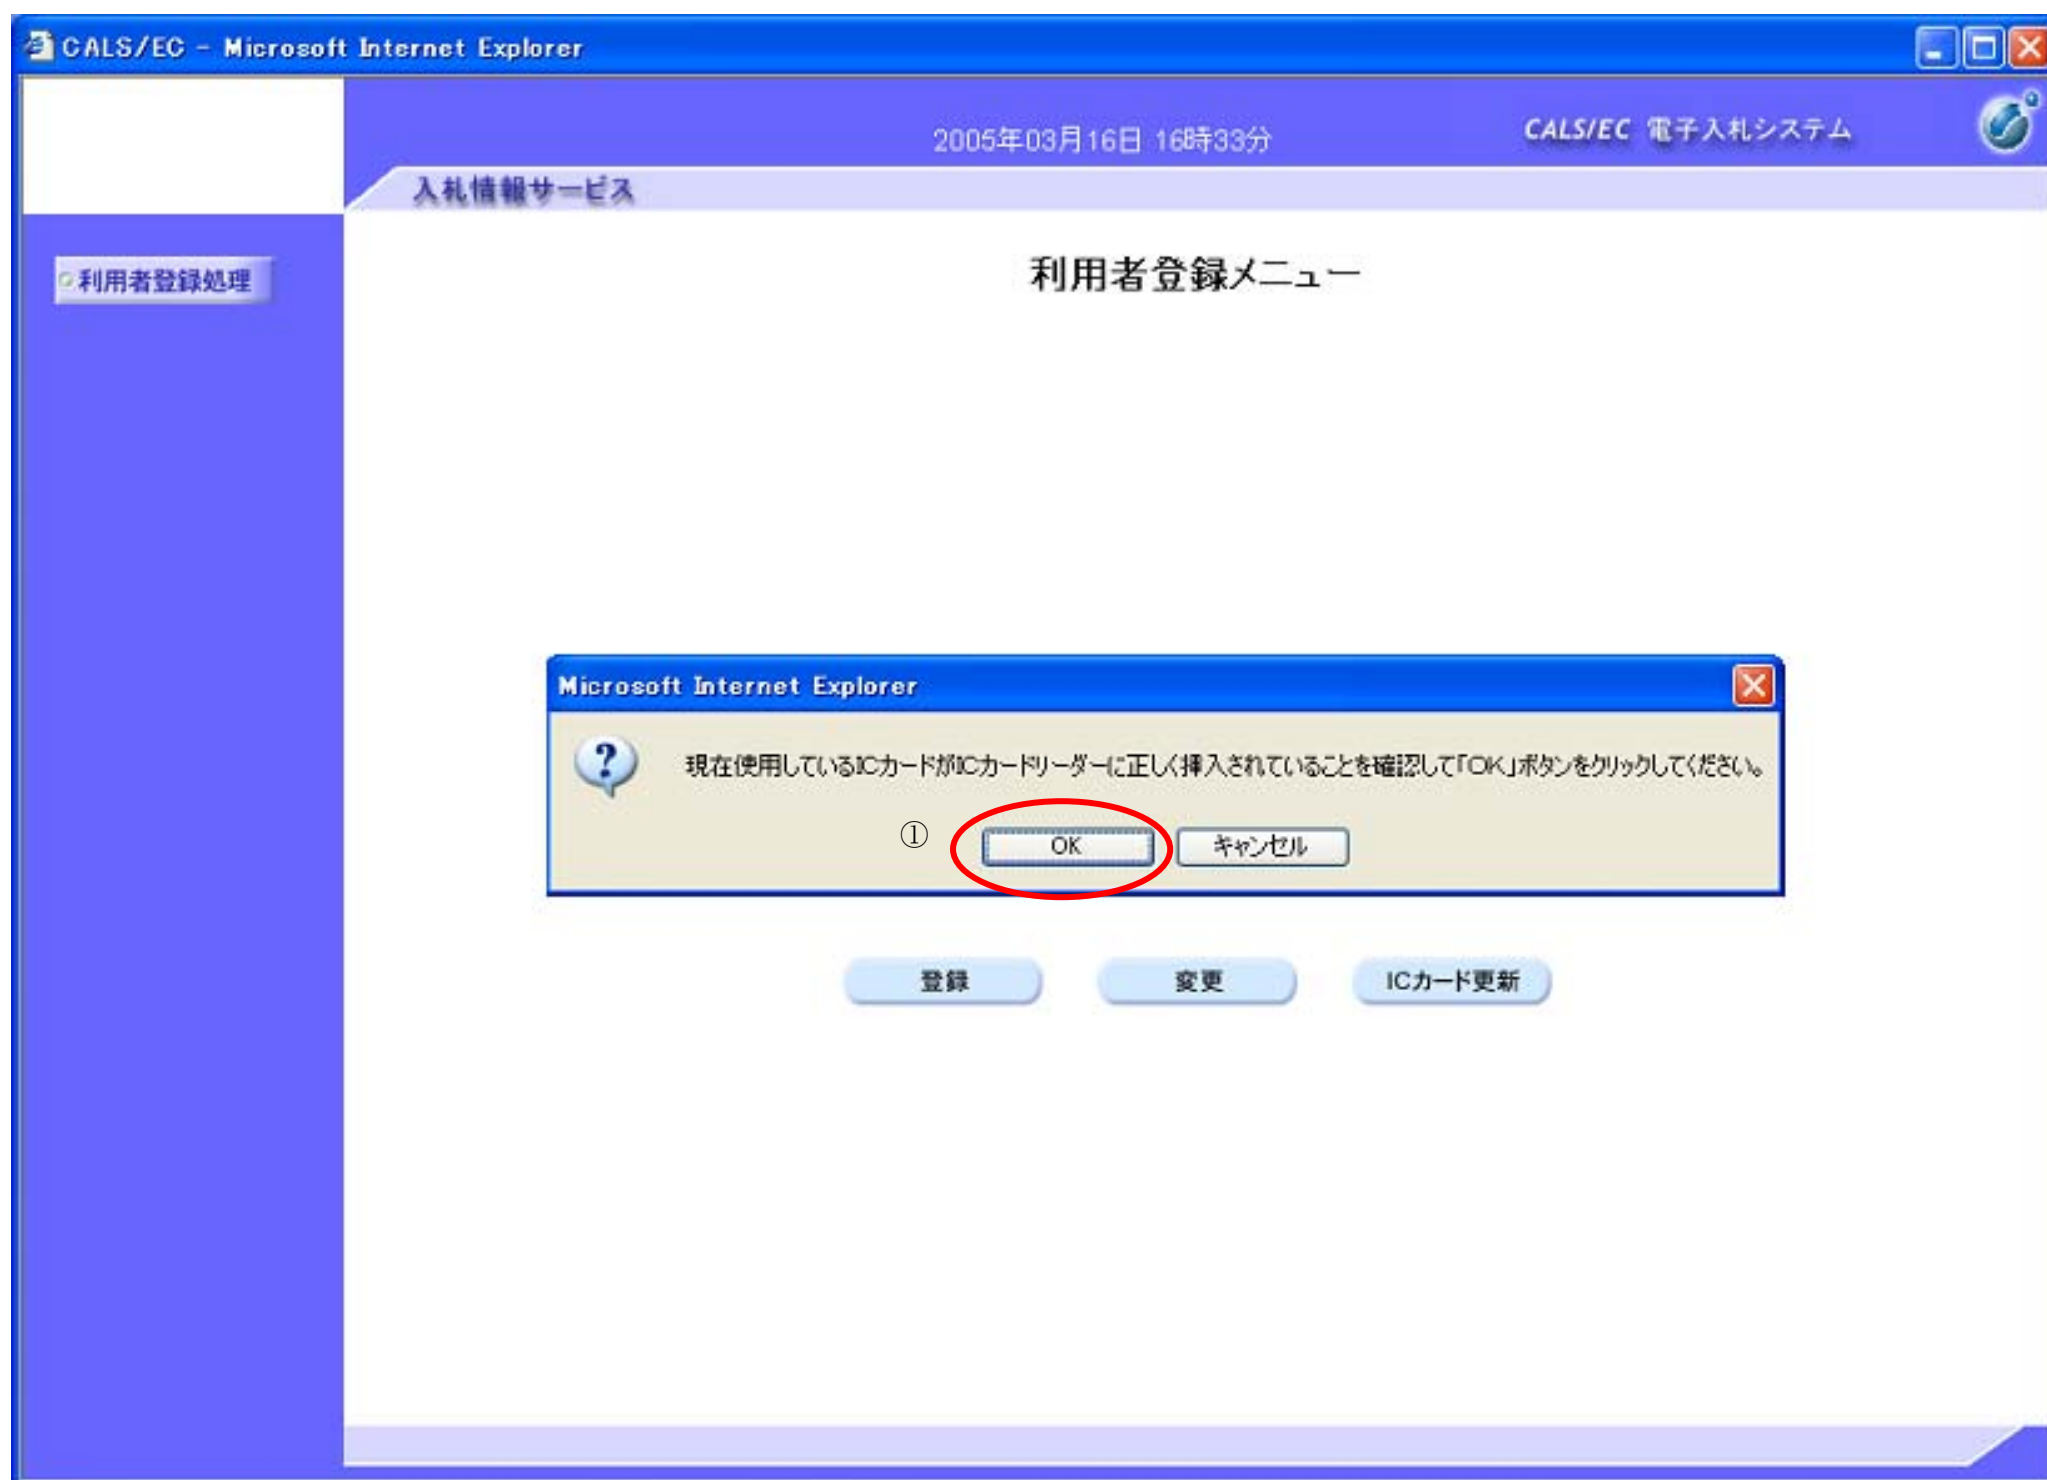 CALS/EC - Microsoft Internet Explorer
2005年03月16日 16時33分
CALS/EC 電子入札システム
入札情報サービス
利用者登録処理
利用者登録メニュー
Microsoft Internet Explorer
現在使用しているICカードがICカードリーダーに正しく挿入されていることを確認して「OK」ボタンをクリックしてください。
①
OK
キャンセル
登録
変更
ICカード更新